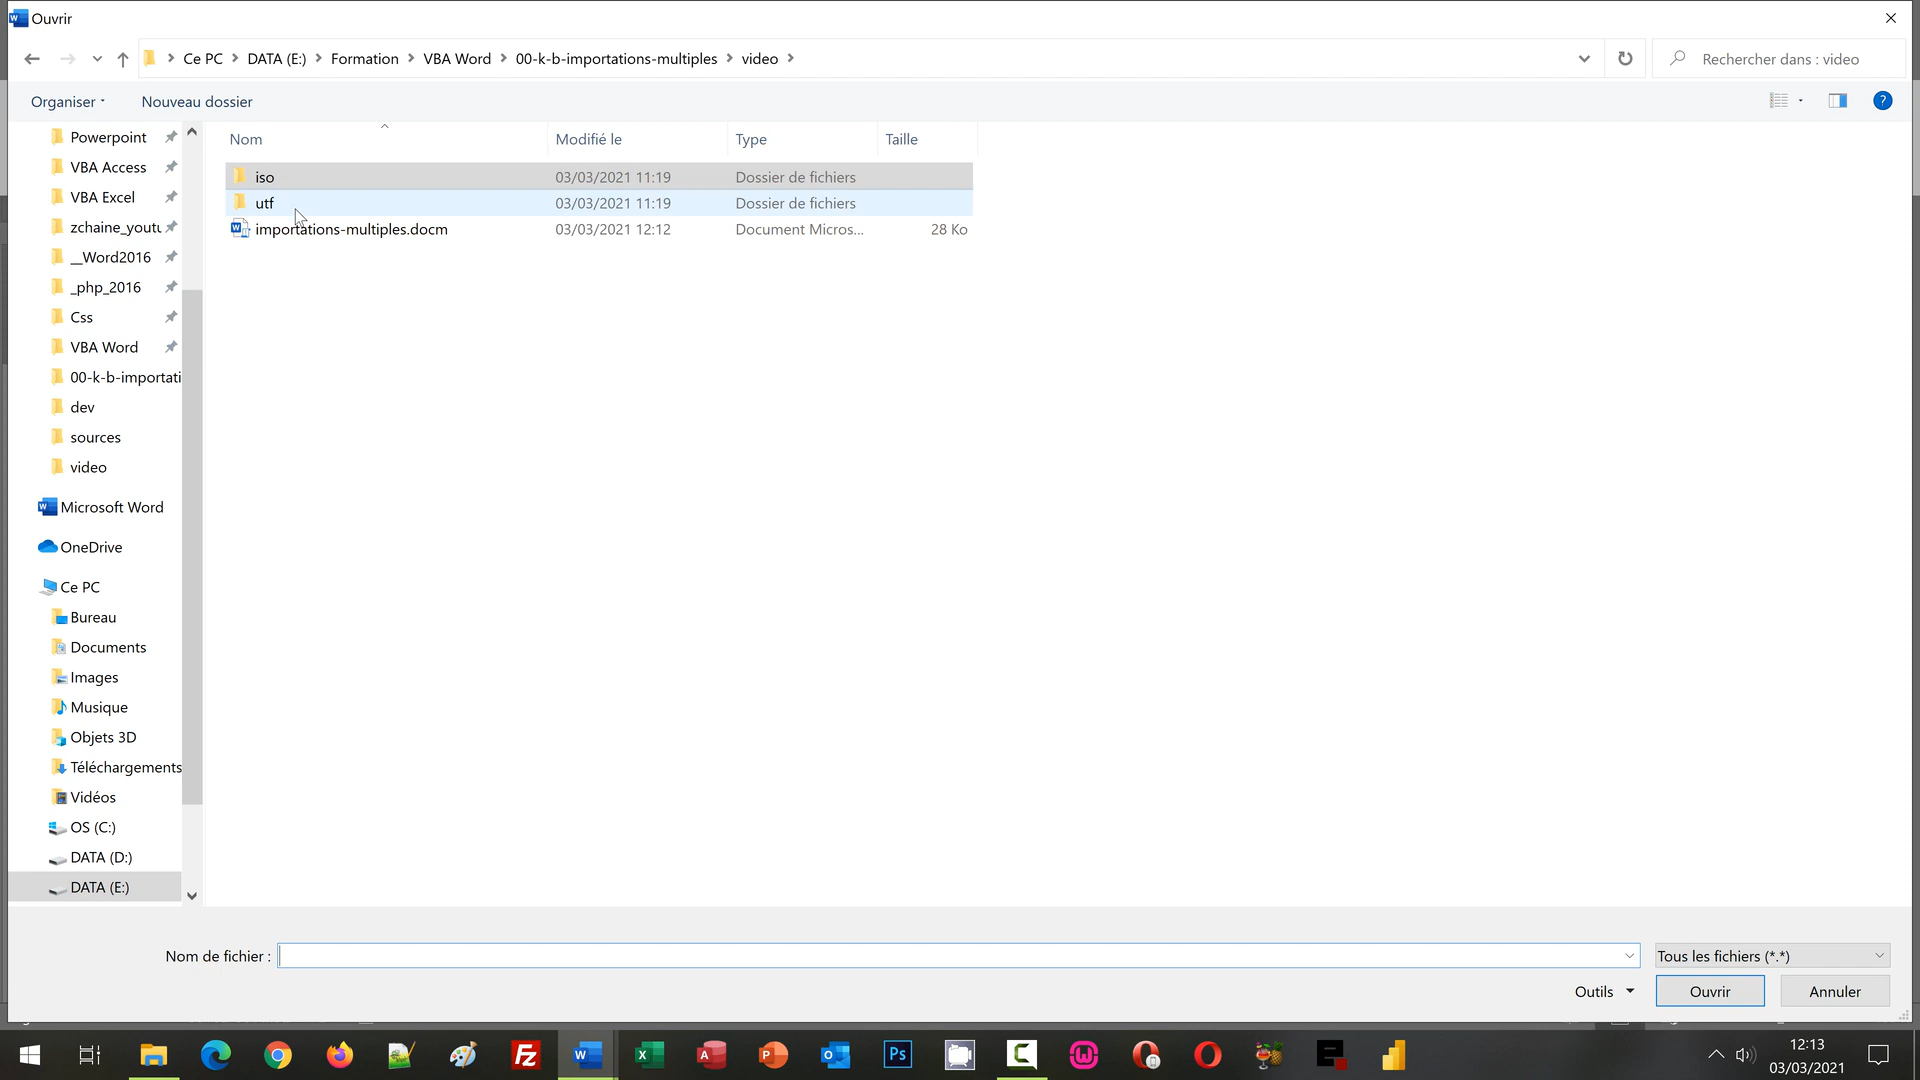 Ouvrir
Ce PC > DATA (E:) > Formation > VBA Word > 00-k-b-importations-multiples > video >
Rechercher dans : video
Organiser
Nouveau dossier
Nom
Modifié le
Type
Taille
iso 03/03/2021 11:19 Dossier de fichiers
utf 03/03/2021 11:19 Dossier de fichiers
importations-multiples.docm 03/03/2021 12:12 Document Micros... 28 Ko
Powerpoint
VBA Access
VBA Excel
zchaine_youtu
__Word2016
_php_2016
Css
VBA Word
00-k-b-importati
dev
sources
video
Microsoft Word
OneDrive
Ce PC
Bureau
Documents
Images
Musique
Objets 3D
Téléchargements
Vidéos
OS (C:)
DATA (D:)
DATA (E:)
Nom de fichier :
Tous les fichiers (*.*)
Outils
Ouvrir
Annuler
12:13
03/03/2021